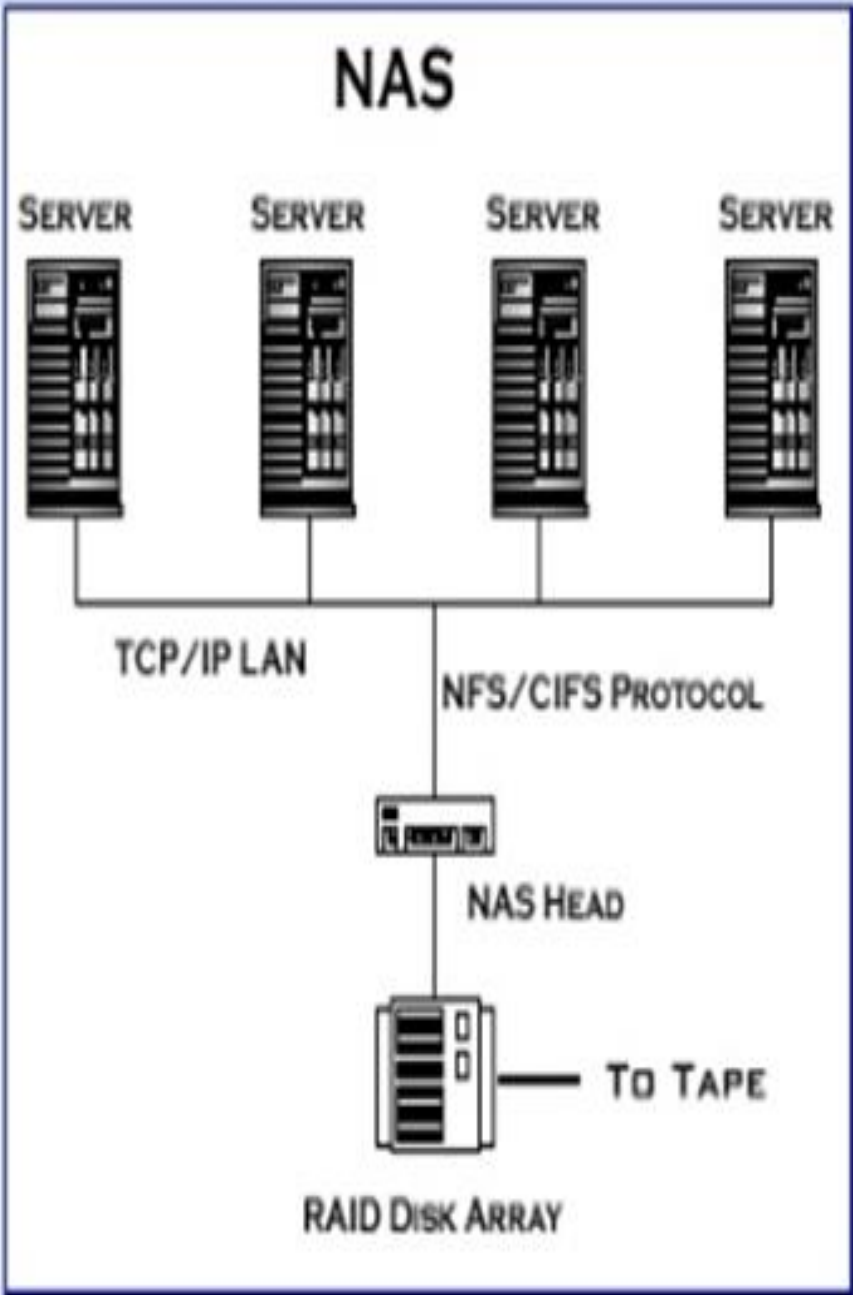 NAS
SERVER SERVER SERVER SERVER
TCP/IP LAN
NFS/CIFS PROTOCOL
NAS HEAD
TO TAPE
RAID DISK ARRAY